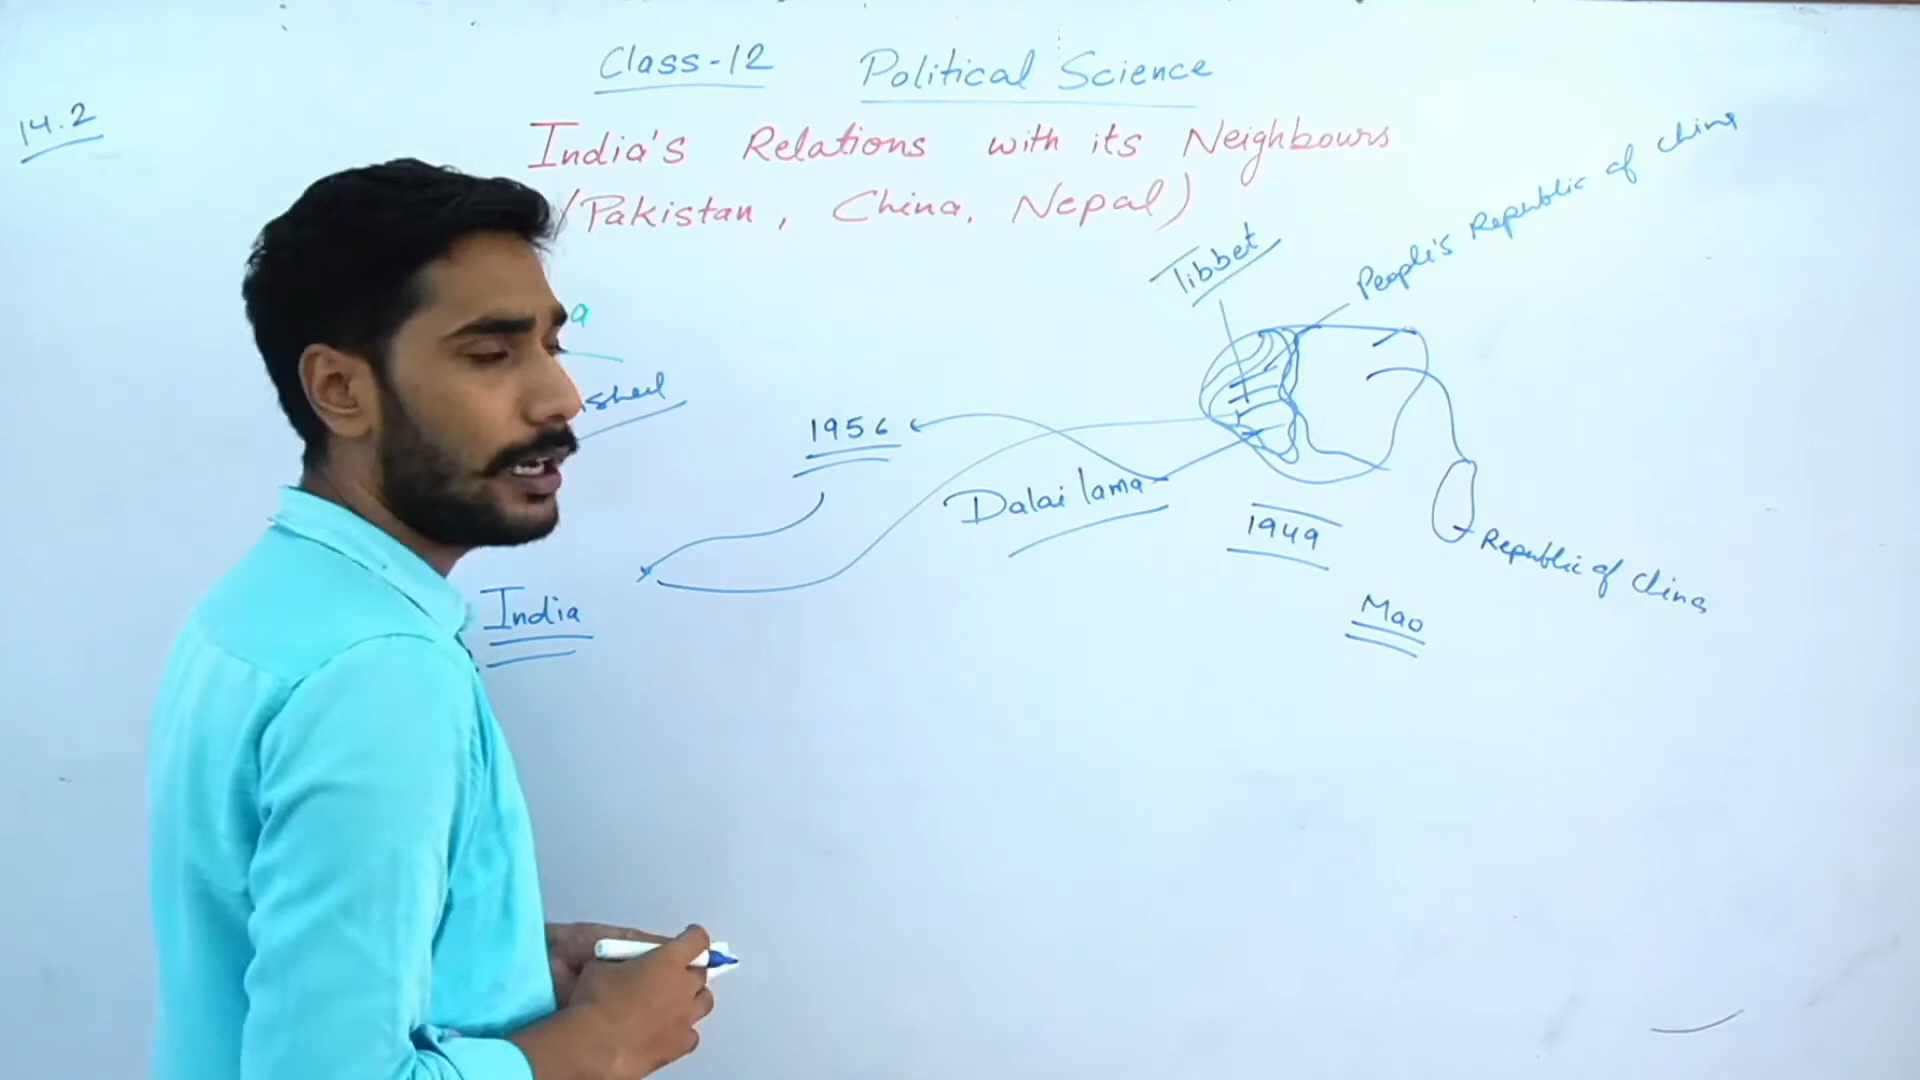 Class-12 Political Science
14.2
India's Relations with its Neighbours
(Pakistan, China, Nepal)
People's Republic of China
Tibbet
1956
Dalai lama
1949
Republic of China
India
Mao